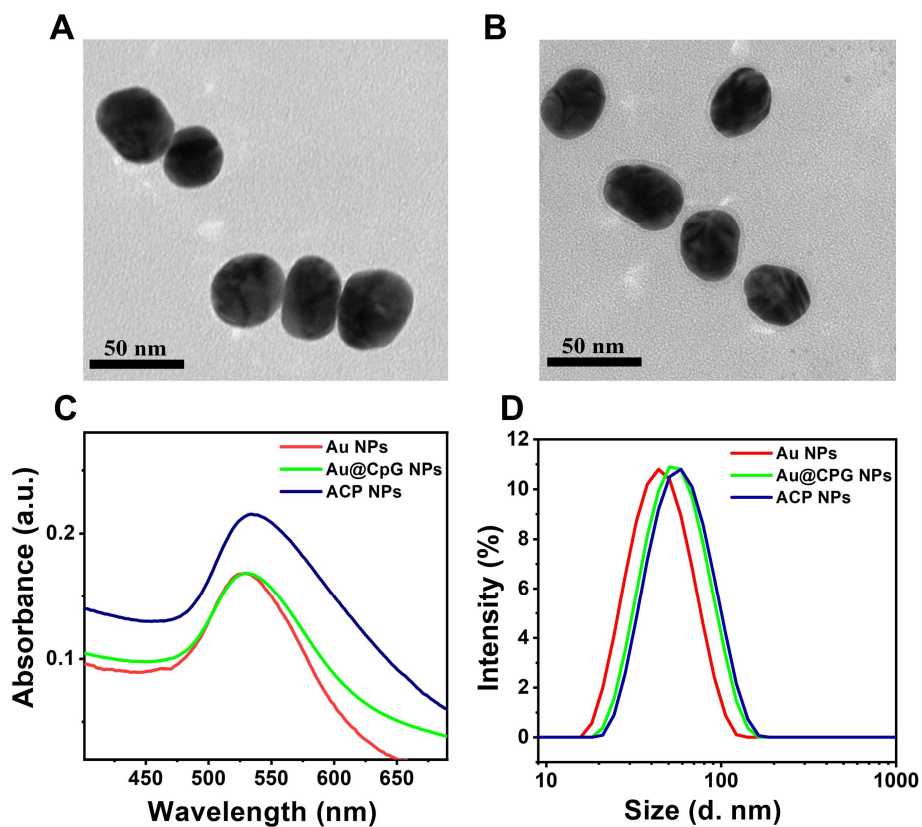 A
50 nm
B
50 nm
C
Au NPs
Au@CpG NPs
ACP NPs
0.2
0.1
Absorbance (a.u.)
450 500 550 600 650
Wavelength (nm)
D
Au NPs
Au@CPG NPs
ACP NPs
12
10
8
6
4
2
0
Intensity (%)
10 100 1000
Size (d. nm)